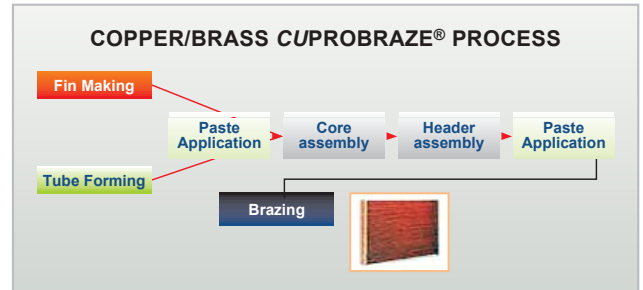 COPPER/BRASS CUPROBRAZE® PROCESS
Fin Making
Paste
Application
Core
assembly
Header
assembly
Paste
Application
Tube Forming
Brazing